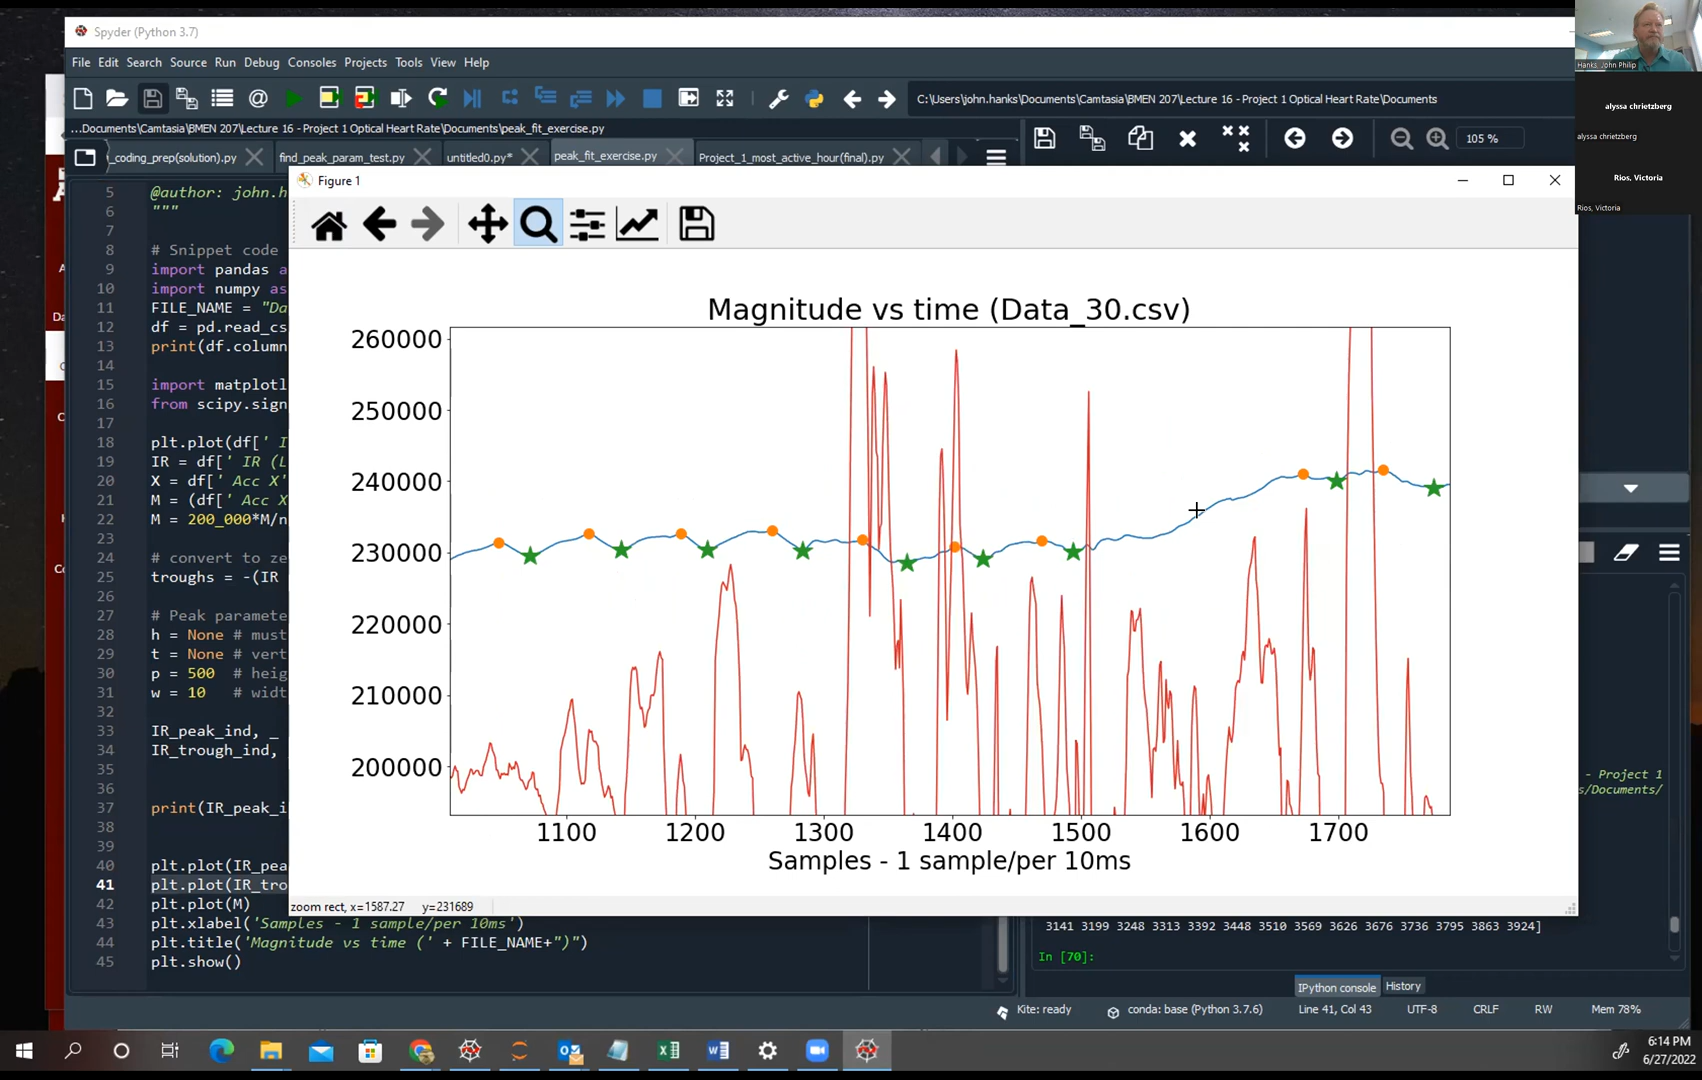 Spyder (Python 3.7)
File Edit Search Source Run Debug Consoles Projects Tools View Help
C:\Users\john.hanks\Documents\Camtasia\BMEN 207\Lecture 16 - Project 1 Optical Heart Rate\Documents
...Documents\Camtasia\BMEN 207\Lecture 16 - Project 1 Optical Heart Rate\Documents\peak_fit_exercise.py
_coding_prep(solution).py find_peak_param_test.py untitled0.py* peak_fit_exercise.py Project_1_most_active_hour(final).py
105 %
Hanks, John Philip
alyssa chrietzberg
alyssa chrietzberg
Rios, Victoria
Rios, Victoria
Figure 1
5 @author: john.h
6 """
7
8 # Snippet code
9 import pandas a
10 import numpy as
11 FILE_NAME = "Da
12 df = pd.read_cs
13 print(df.column
14
15 import matplotl
16 from scipy.sign
17
18 plt.plot(df[' I
19 IR = df[' IR (L
20 X = df[' Acc X'
21 M = (df[' Acc X
22 M = 200_000*M/n
23
24 # convert to ze
25 troughs = -(IR
26
27 # Peak paramete
28 h = None # must
29 t = None # vert
30 p = 500 # heig
31 w = 10 # widt
32
33 IR_peak_ind, _
34 IR_trough_ind,
35
36
37 print(IR_peak_i
38
39
40 plt.plot(IR_pea
41 plt.plot(IR_tro
42 plt.plot(M)
43 plt.xlabel('Samples - 1 sample/per 10ms')
44 plt.title('Magnitude vs time (' + FILE_NAME+")")
45 plt.show()
Magnitude vs time (Data_30.csv)
260000
250000
240000
230000
220000
210000
200000
1100 1200 1300 1400 1500 1600 1700
Samples - 1 sample/per 10ms
zoom rect, x=1587.27 y=231689
- Project 1
s/Documents/
3141 3199 3248 3313 3392 3448 3510 3569 3626 3676 3736 3795 3863 3924]
In [70]:
IPython console History
Kite: ready conda: base (Python 3.7.6) Line 41, Col 43 UTF-8 CRLF RW Mem 78%
6:14 PM
6/27/2022